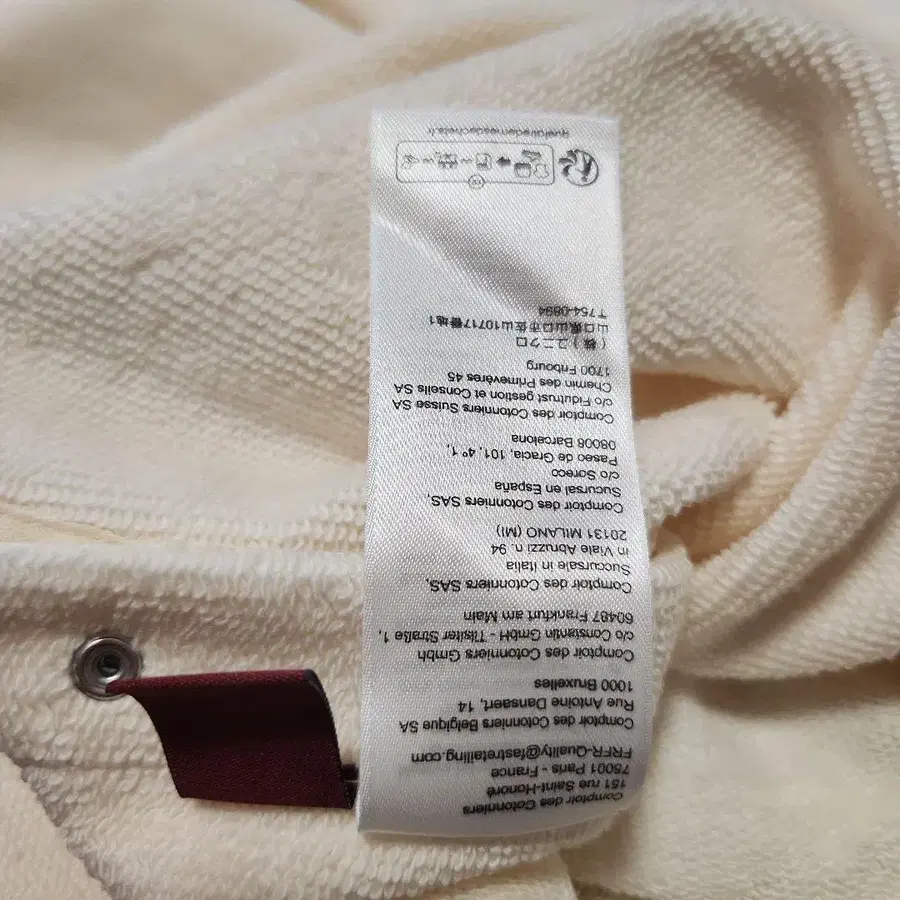 Comptoir des Cotonniers
151 rue Saint-Honoré
75001 Paris - France
FRFR-Quality@fastretailing.com
Comptoir des Cotonniers Belgique SA
Rue Antoine Dansaert, 14
1000 Bruxelles
Comptoir des Cotonniers Gmbh
c/o Constantin GmbH - Tilsiter Straße 1,
60487 Frankfurt am Main
Comptoir des Cotonniers SAS,
Succursale in Italia
in Viale Abruzzi n. 94
20131 MILANO (MI)
Comptoir des Cotonniers SAS,
Sucursal en España
c/o Soreco
Paseo de Gracia, 101, 4º 1,
08008 Barcelona
Comptoir des Cotonniers Suisse SA
c/o Fidutrust gestion et Conseils SA
Chemin des Primevères 45
1700 Fribourg
(株)ユニクロ
山口県山口市佐山10717番地1
〒754-0894
FR
quefairedemesdechets.fr